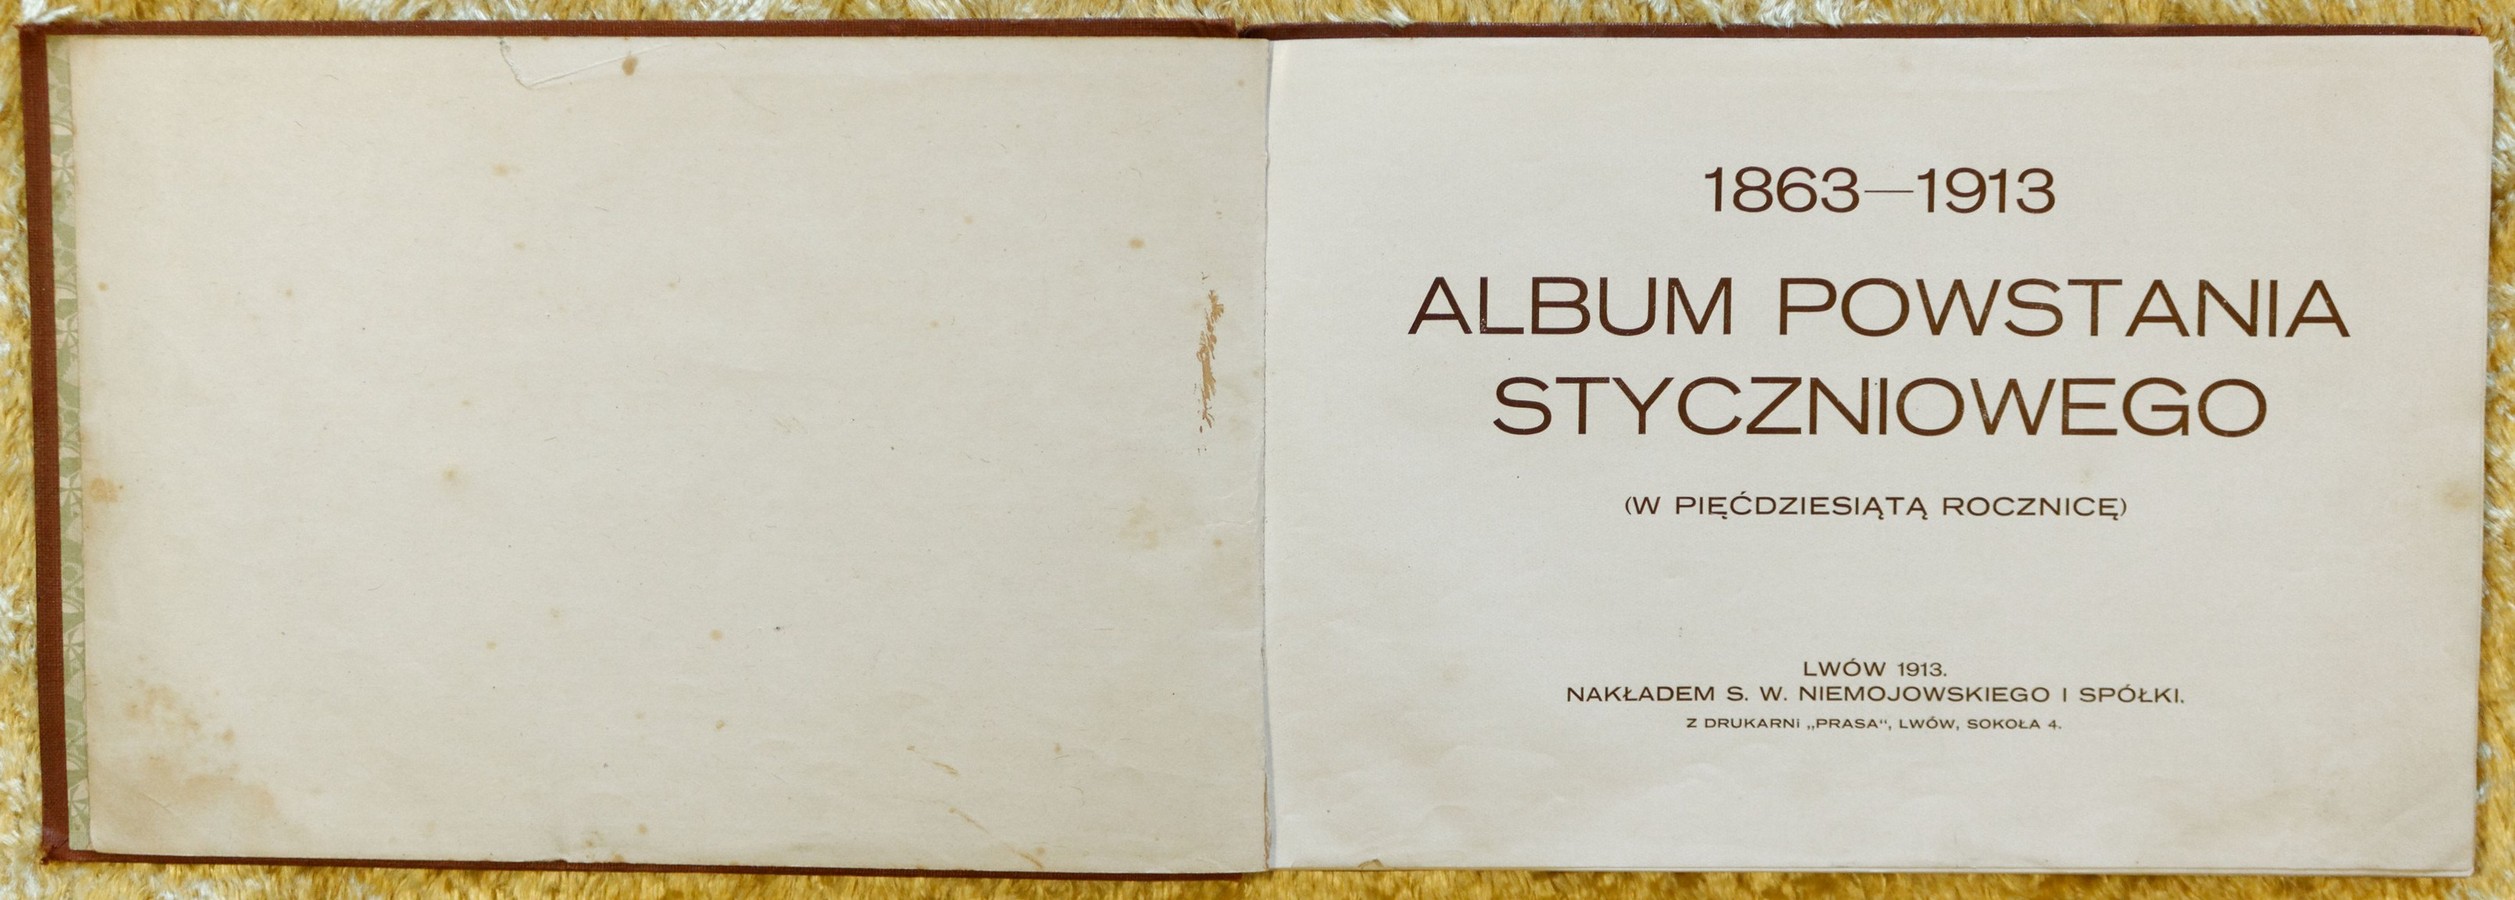 1863—1913
ALBUM POWSTANIA
STYCZNIOWEGO
(W PIĘĆDZIESIĄTĄ ROCZNICĘ)
LWÓW 1913.
NAKŁADEM S. W. NIEMOJOWSKIEGO I SPÓŁKI.
Z DRUKARNi „PRASA“, LWÓW, SOKOŁA 4.